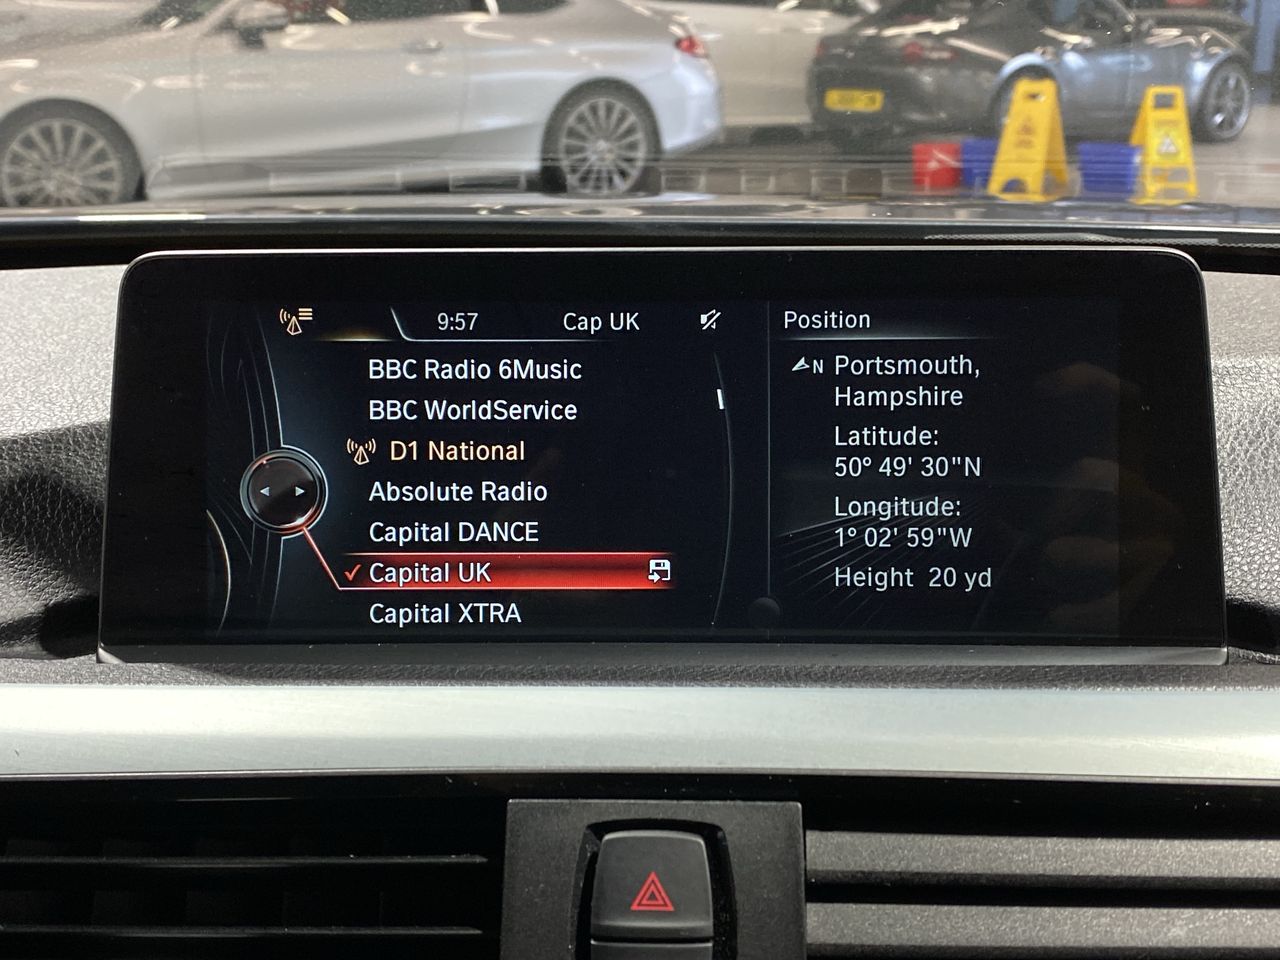 9:57
Cap UK
BBC Radio 6Music
BBC WorldService
D1 National
Absolute Radio
Capital DANCE
Capital UK
Capital XTRA
Position
N
Portsmouth,
Hampshire
Latitude:
50° 49' 30"N
Longitude:
1° 02' 59"W
Height 20 yd